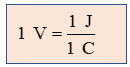 1 V = 1 J / 1 C